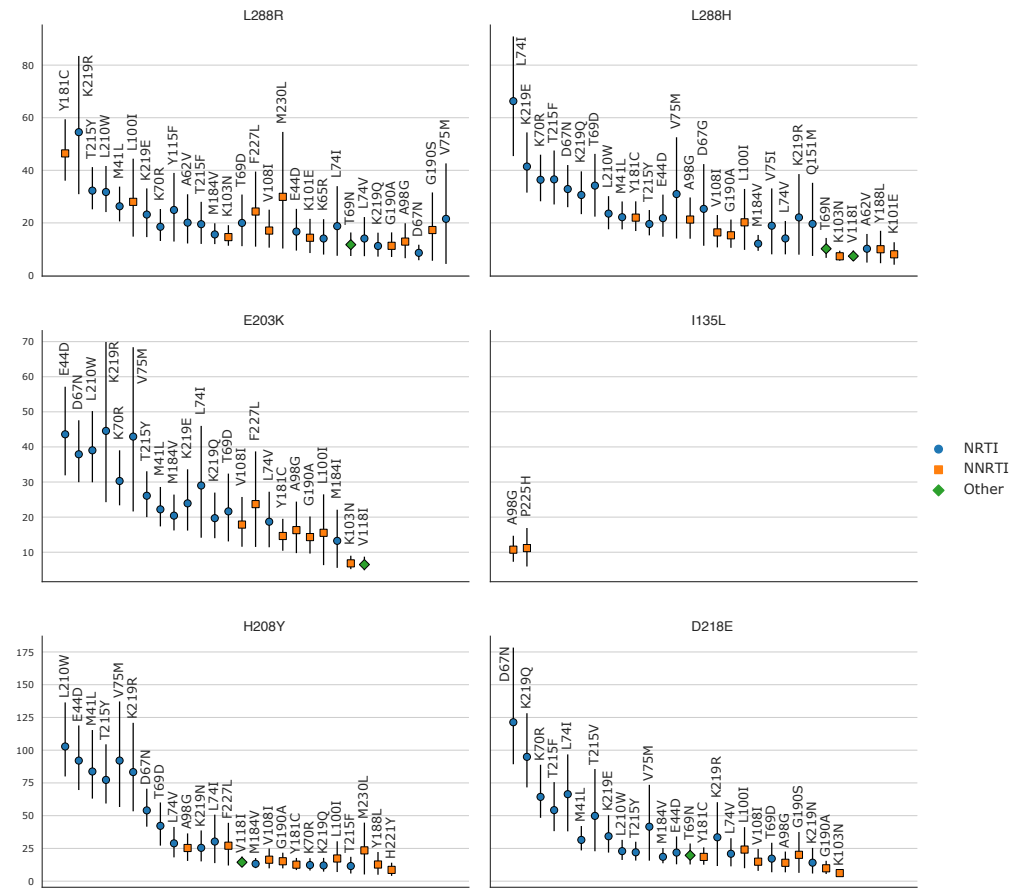 L288R
80
60
40
20
0
Y181C
K219R
T215Y
L210W
M41L
L100I
K219E
K70R
Y115F
A62V
T215F
M184V
K103N
T69D
F227L
V108I
M230L
E44D
K101E
K65R
L74I
T69N
L74V
K219Q
G190A
A98G
D67N
G190S
V75M
L288H
L74I
K219E
K70R
T215F
D67N
K219Q
T69D
L210W
M41L
Y181C
T215Y
E44D
V75M
A98G
D67G
V108I
G190A
L100I
M184V
V75I
L74V
K219R
Q151M
T69N
K103N
V118I
A62V
Y188L
K101E
E203K
70
60
50
40
30
20
10
E44D
D67N
L210W
K219R
K70R
V75M
T215Y
M41L
M184V
K219E
L74I
K219Q
T69D
V108I
F227L
L74V
Y181C
A98G
G190A
L100I
M184I
K103N
V118I
I135L
A98G
P225H
NRTI
NNRTI
Other
H208Y
175
150
125
100
75
50
25
0
L210W
E44D
M41L
T215Y
V75M
K219R
D67N
T69D
L74V
A98G
K219N
L74I
F227L
V118I
M184V
V108I
G190A
Y181C
K70R
K219Q
L100I
T215F
M230L
Y188L
H221Y
D218E
D67N
K219Q
K70R
T215F
L74I
M41L
T215V
K219E
L210W
T215Y
V75M
M184V
E44D
T69N
Y181C
K219R
L74V
L100I
V108I
T69D
A98G
G190S
K219N
G190A
K103N